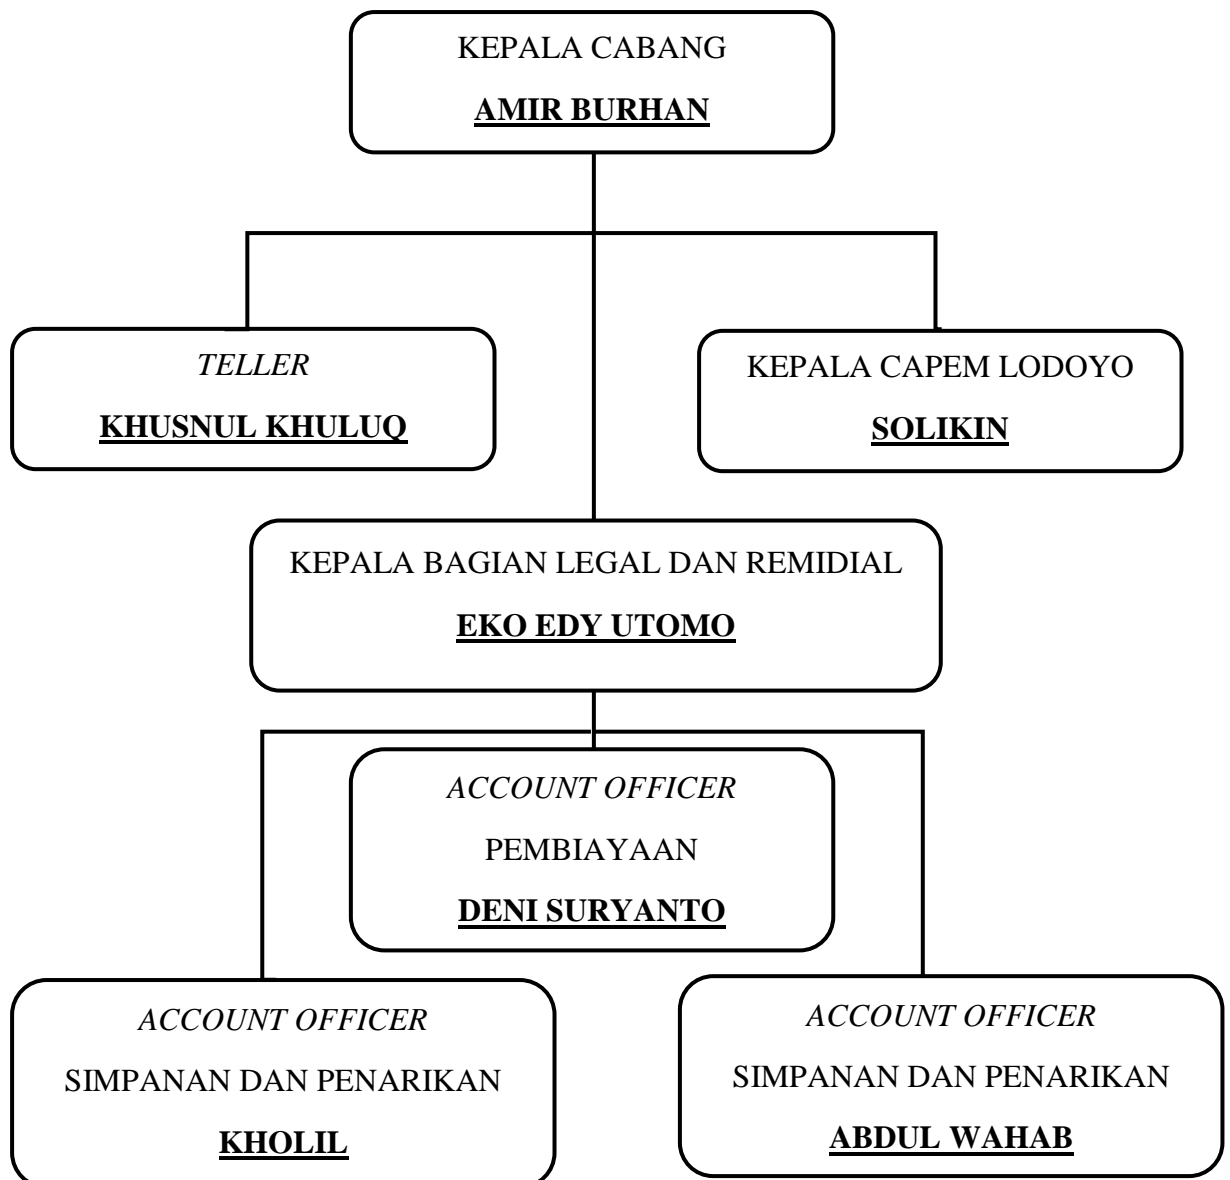 KEPALA CABANG
AMIR BURHAN
TELLER
KHUSNUL KHULUQ
KEPALA CAPEM LODOYO
SOLIKIN
KEPALA BAGIAN LEGAL DAN REMIDIAL
EKO EDY UTOMO
ACCOUNT OFFICER
PEMBIAYAAN
DENI SURYANTO
ACCOUNT OFFICER
SIMPANAN DAN PENARIKAN
KHOLIL
ACCOUNT OFFICER
SIMPANAN DAN PENARIKAN
ABDUL WAHAB